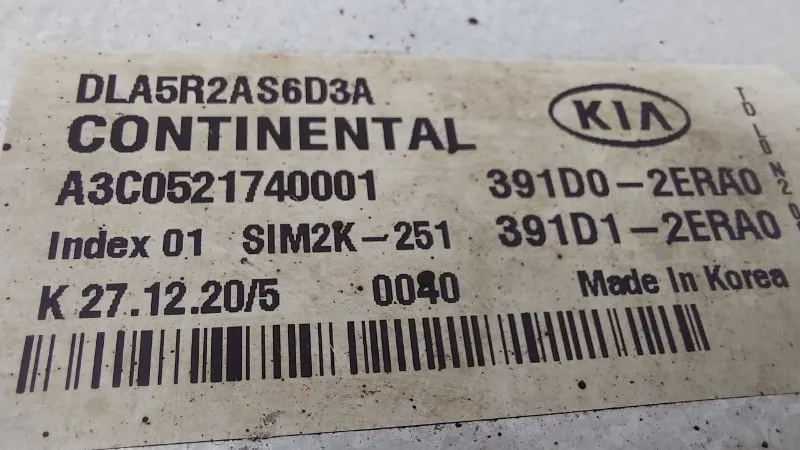 DLA5R2AS6D3A
CONTINENTAL
KIA
A3C0521740001
391D0-2ERA0
Index 01 SIM2K-251
391D1-2ERA0
K 27.12.20/5 0040
Made In Korea